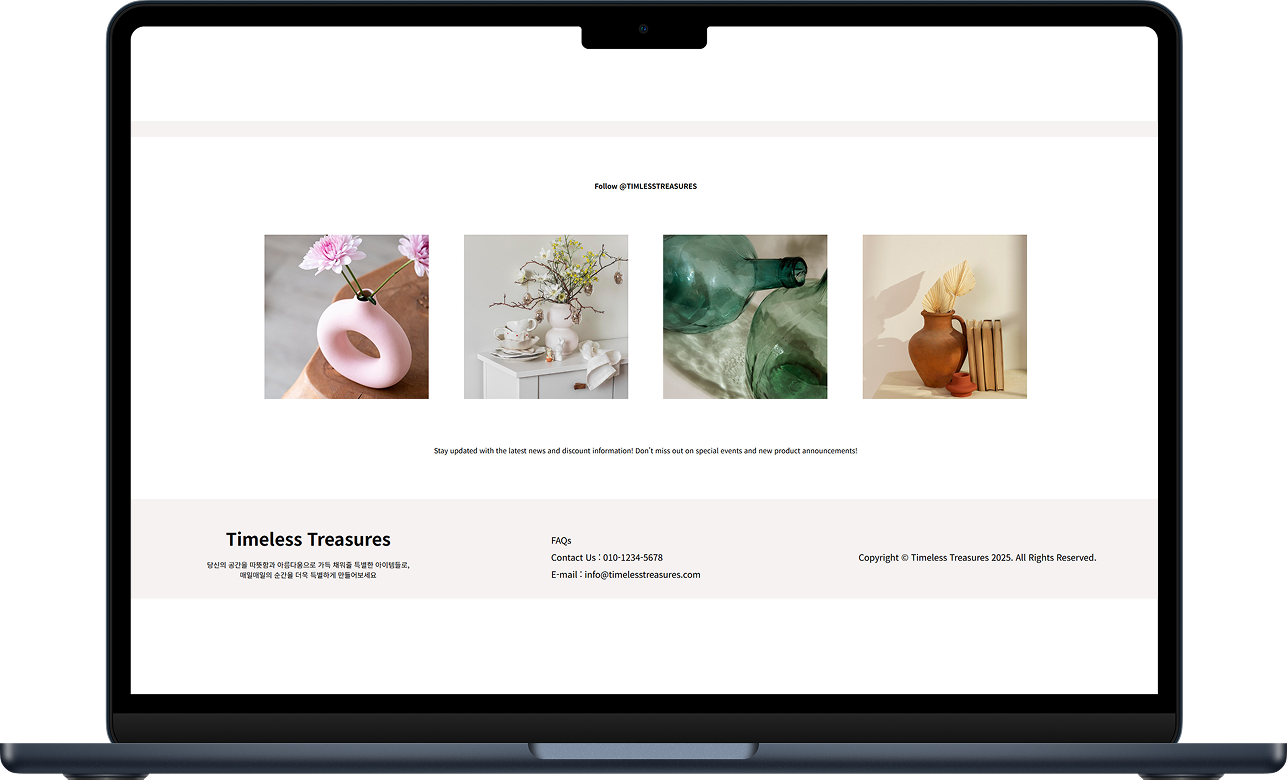 Follow @TIMLESSTREASURES
Stay updated with the latest news and discount information! Don't miss out on special events and new product announcements!
Timeless Treasures
당신의 공간을 따뜻함과 아름다움으로 가득 채워줄 특별한 아이템들로,
매일매일의 순간을 더욱 특별하게 만들어보세요
FAQs
Contact Us : 010-1234-5678
E-mail : info@timelesstreasures.com
Copyright © Timeless Treasures 2025. All Rights Reserved.